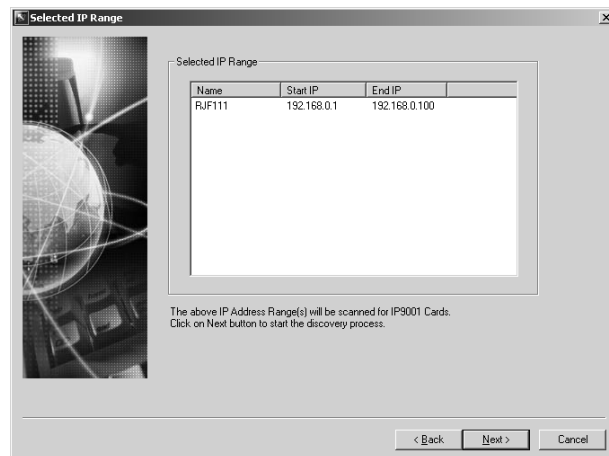 Selected IP Range
Selected IP Range
Name Start IP End IP
RJF111 192.168.0.1 192.168.0.100
The above IP Address Range(s) will be scanned for IP9001 Cards.
Click on Next button to start the discovery process.
< Back Next > Cancel